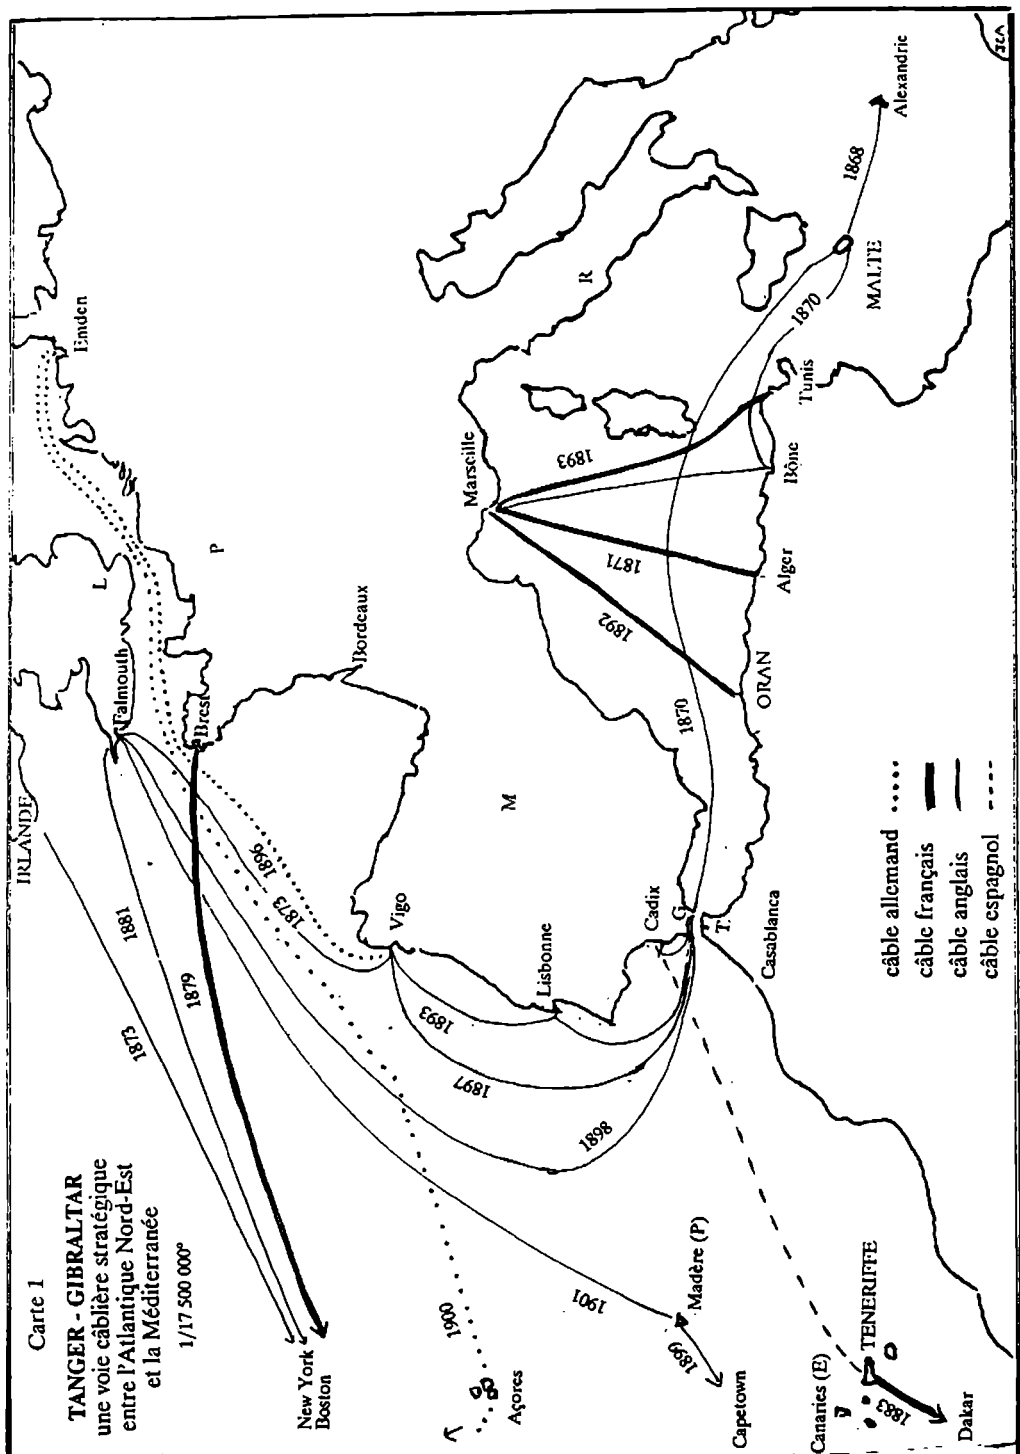 Carte 1
TANGER - GIBRALTAR
une voie câblière stratégique
entre l'Atlantique Nord-Est
et la Méditerranée
1/17 500 000°
IRLANDE
Falmouth
L
Emden
Brest
P
Bordeaux
1873
1881
1879
1896
1873
New York
Boston
Vigo
M
Marseille
R
1893
1871
1892
1893
1897
1898
Lisbonne
Cadix
G
T.
1870
1870
1868
Alexandrie
MALTE
Tunis
Bône
Alger
ORAN
Casablanca
1900
Açores
1901
Madère (P)
1899
Capetown
Canaries (E)
TENERIFFE
1883
Dakar
câble allemand
câble français
câble anglais
câble espagnol